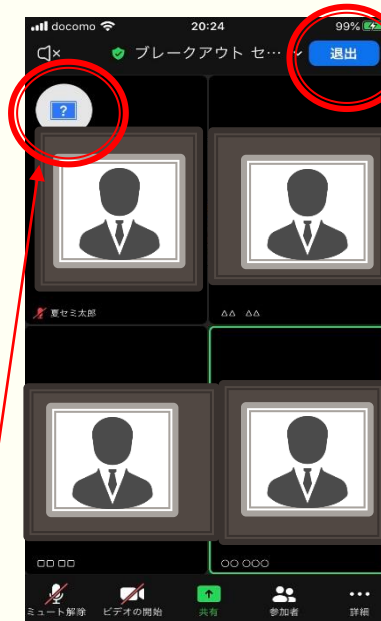 docomo 20:24 99%
ブレークアウト セ… 退出
?
夏セミ太郎 △△ △△
□□ □□ ○○ ○○○
ミュート解除 ビデオの開始 共有 参加者 詳細